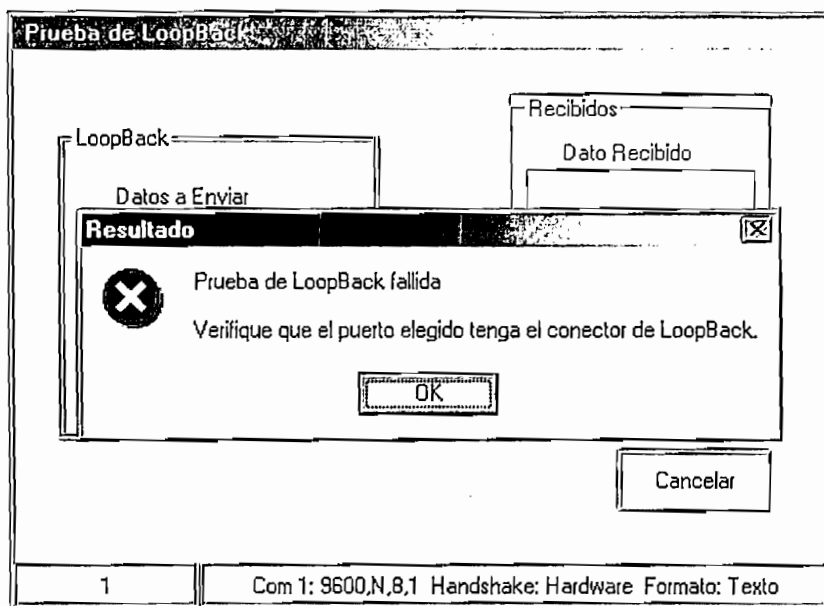 Prueba de LoopBack
Recibidos
LoopBack
Dato Recibido
Datos a Enviar
Resultado
Prueba de LoopBack fallida
Verifique que el puerto elegido tenga el conector de LoopBack.
OK
Cancelar
1
Com 1: 9600,N,8,1 Handshake: Hardware Formato: Texto